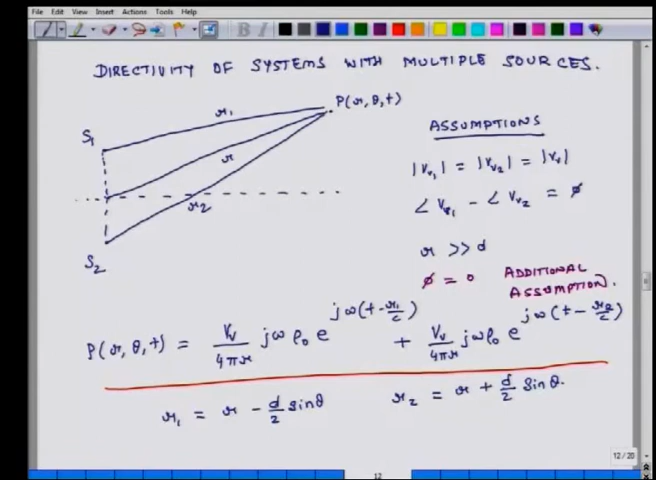 File Edit View Insert Actions Tools Help
DIRECTIVITY OF SYSTEMS WITH MULTIPLE SOURCES.
P(r, θ, t)
S1
r1
r
r2
S2
ASSUMPTIONS
|Vv1| = |Vv2| = |Vv|
∠Vv1 - ∠Vv2 = φ
r >> d
φ = 0 ADDITIONAL ASSUMPTION.
P(r, θ, t) = Vv/4πr jωρ0 e^jω(t - r1/c) + Vv/4πr jωρ0 e^jω(t - r2/c)
r1 = r - d/2 sinθ r2 = r + d/2 sinθ.
12/20
12